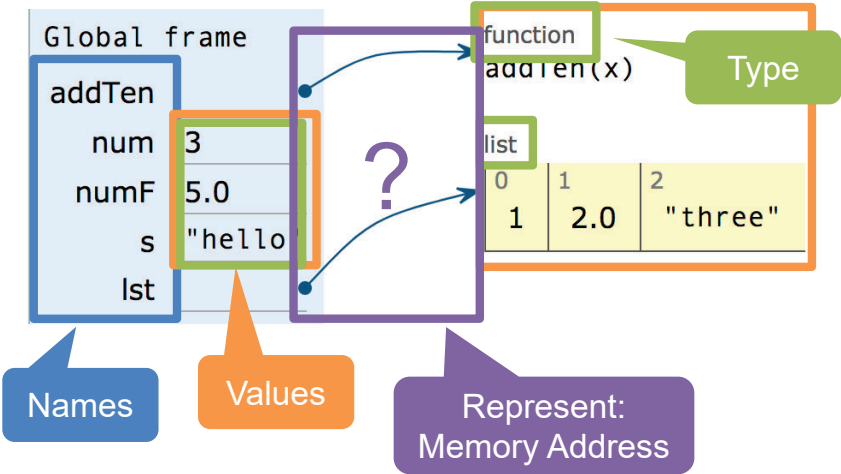 Global frame
addTen
num 3
numF 5.0
s "hello"
lst
?
function
addTen(x)
list
0 1 2
1 2.0 "three"
Type
Names
Values
Represent:
Memory Address